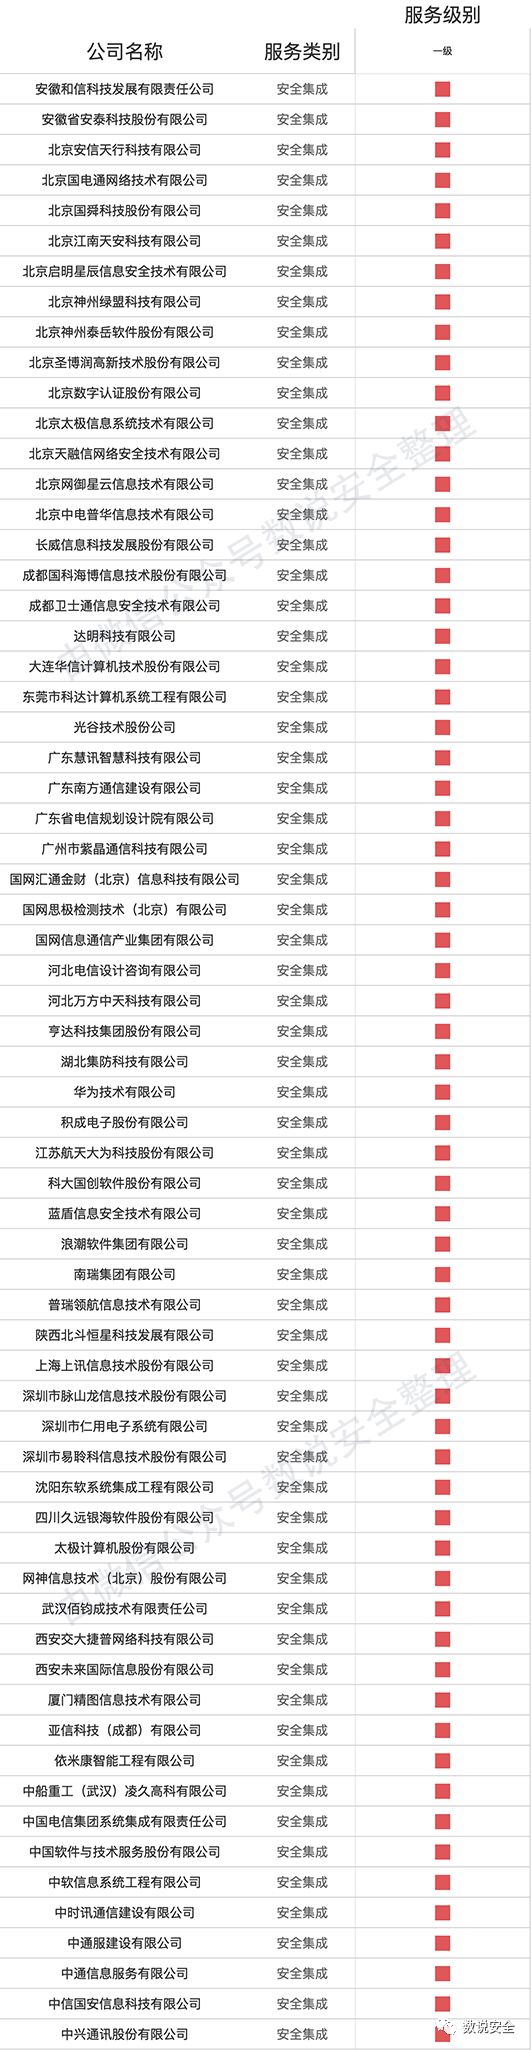 服务级别
公司名称 服务类别 一级
安徽和信科技发展有限责任公司 安全集成
安徽省安泰科技股份有限公司 安全集成
北京安信天行科技有限公司 安全集成
北京国电通网络技术有限公司 安全集成
北京国舜科技股份有限公司 安全集成
北京江南天安科技有限公司 安全集成
北京启明星辰信息安全技术有限公司 安全集成
北京神州绿盟科技有限公司 安全集成
北京神州泰岳软件股份有限公司 安全集成
北京圣博润高新技术股份有限公司 安全集成
北京数字认证股份有限公司 安全集成
北京太极信息系统技术有限公司 安全集成
北京天融信网络安全技术有限公司 安全集成
北京网御星云信息技术有限公司 安全集成
北京中电普华信息技术有限公司 安全集成
长威信息科技发展股份有限公司 安全集成
成都国科海博信息技术股份有限公司 安全集成
成都卫士通信息安全技术有限公司 安全集成
达明科技有限公司 安全集成
大连华信计算机技术股份有限公司 安全集成
东莞市科达计算机系统工程有限公司 安全集成
光谷技术股份公司 安全集成
广东慧讯智慧科技有限公司 安全集成
广东南方通信建设有限公司 安全集成
广东省电信规划设计院有限公司 安全集成
广州市紫晶通信科技有限公司 安全集成
国网汇通金财（北京）信息科技有限公司 安全集成
国网思极检测技术（北京）有限公司 安全集成
国网信息通信产业集团有限公司 安全集成
河北电信设计咨询有限公司 安全集成
河北万方中天科技有限公司 安全集成
亨达科技集团股份有限公司 安全集成
湖北集防科技有限公司 安全集成
华为技术有限公司 安全集成
积成电子股份有限公司 安全集成
江苏航天大为科技股份有限公司 安全集成
科大国创软件股份有限公司 安全集成
蓝盾信息安全技术有限公司 安全集成
浪潮软件集团有限公司 安全集成
南瑞集团有限公司 安全集成
普瑞领航信息技术有限公司 安全集成
陕西北斗恒星科技发展有限公司 安全集成
上海上讯信息技术股份有限公司 安全集成
深圳市脉山龙信息技术股份有限公司 安全集成
深圳市仁用电子系统有限公司 安全集成
深圳市易聆科信息技术股份有限公司 安全集成
沈阳东软系统集成工程有限公司 安全集成
四川久远银海软件股份有限公司 安全集成
太极计算机股份有限公司 安全集成
网神信息技术（北京）股份有限公司 安全集成
武汉佰钧成技术有限责任公司 安全集成
西安交大捷普网络科技有限公司 安全集成
西安未来国际信息股份有限公司 安全集成
厦门精图信息技术有限公司 安全集成
亚信科技（成都）有限公司 安全集成
依米康智能工程有限公司 安全集成
中船重工（武汉）凌久高科有限公司 安全集成
中国电信集团系统集成有限责任公司 安全集成
中国软件与技术服务股份有限公司 安全集成
中软信息系统工程有限公司 安全集成
中时讯通信建设有限公司 安全集成
中通服建设有限公司 安全集成
中通信息服务有限公司 安全集成
中信国安信息科技有限公司 安全集成
中兴通讯股份有限公司 安全集成
由微信公众号数说安全整理
由微信公众号数说安全整理
数说安全